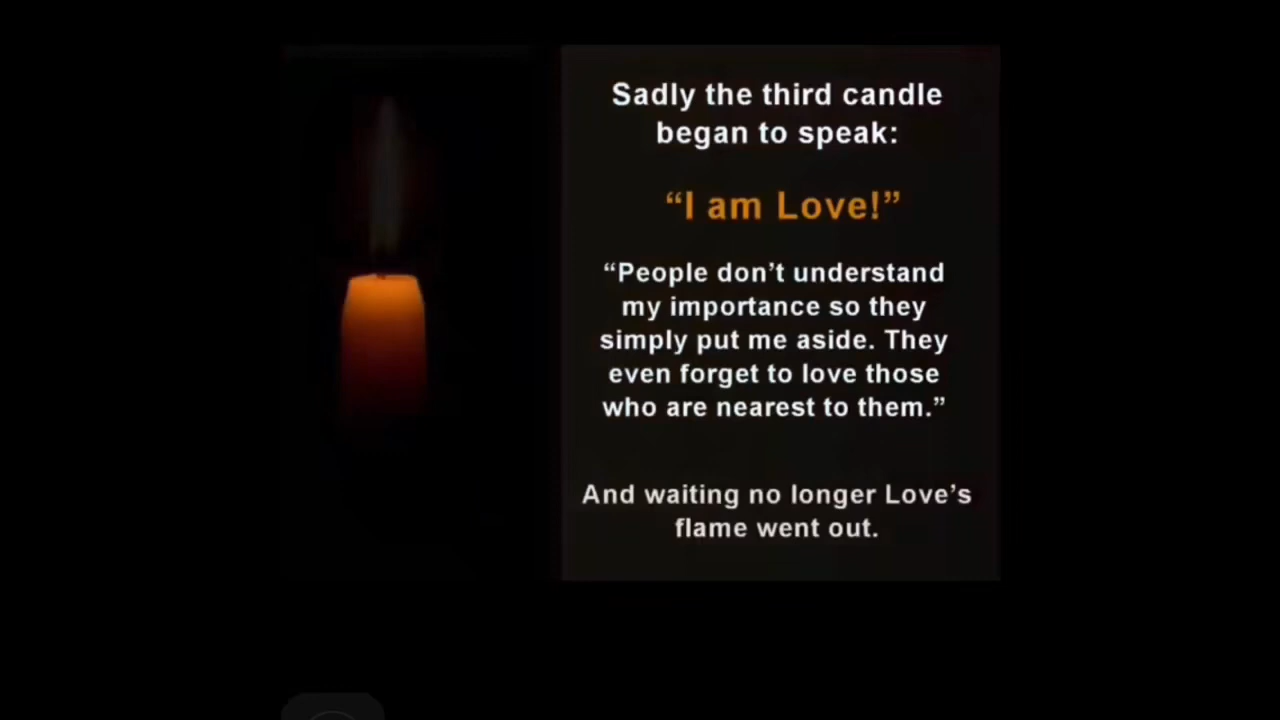 Sadly the third candle
began to speak:
“I am Love!”
“People don’t understand
my importance so they
simply put me aside. They
even forget to love those
who are nearest to them.”
And waiting no longer Love’s
flame went out.